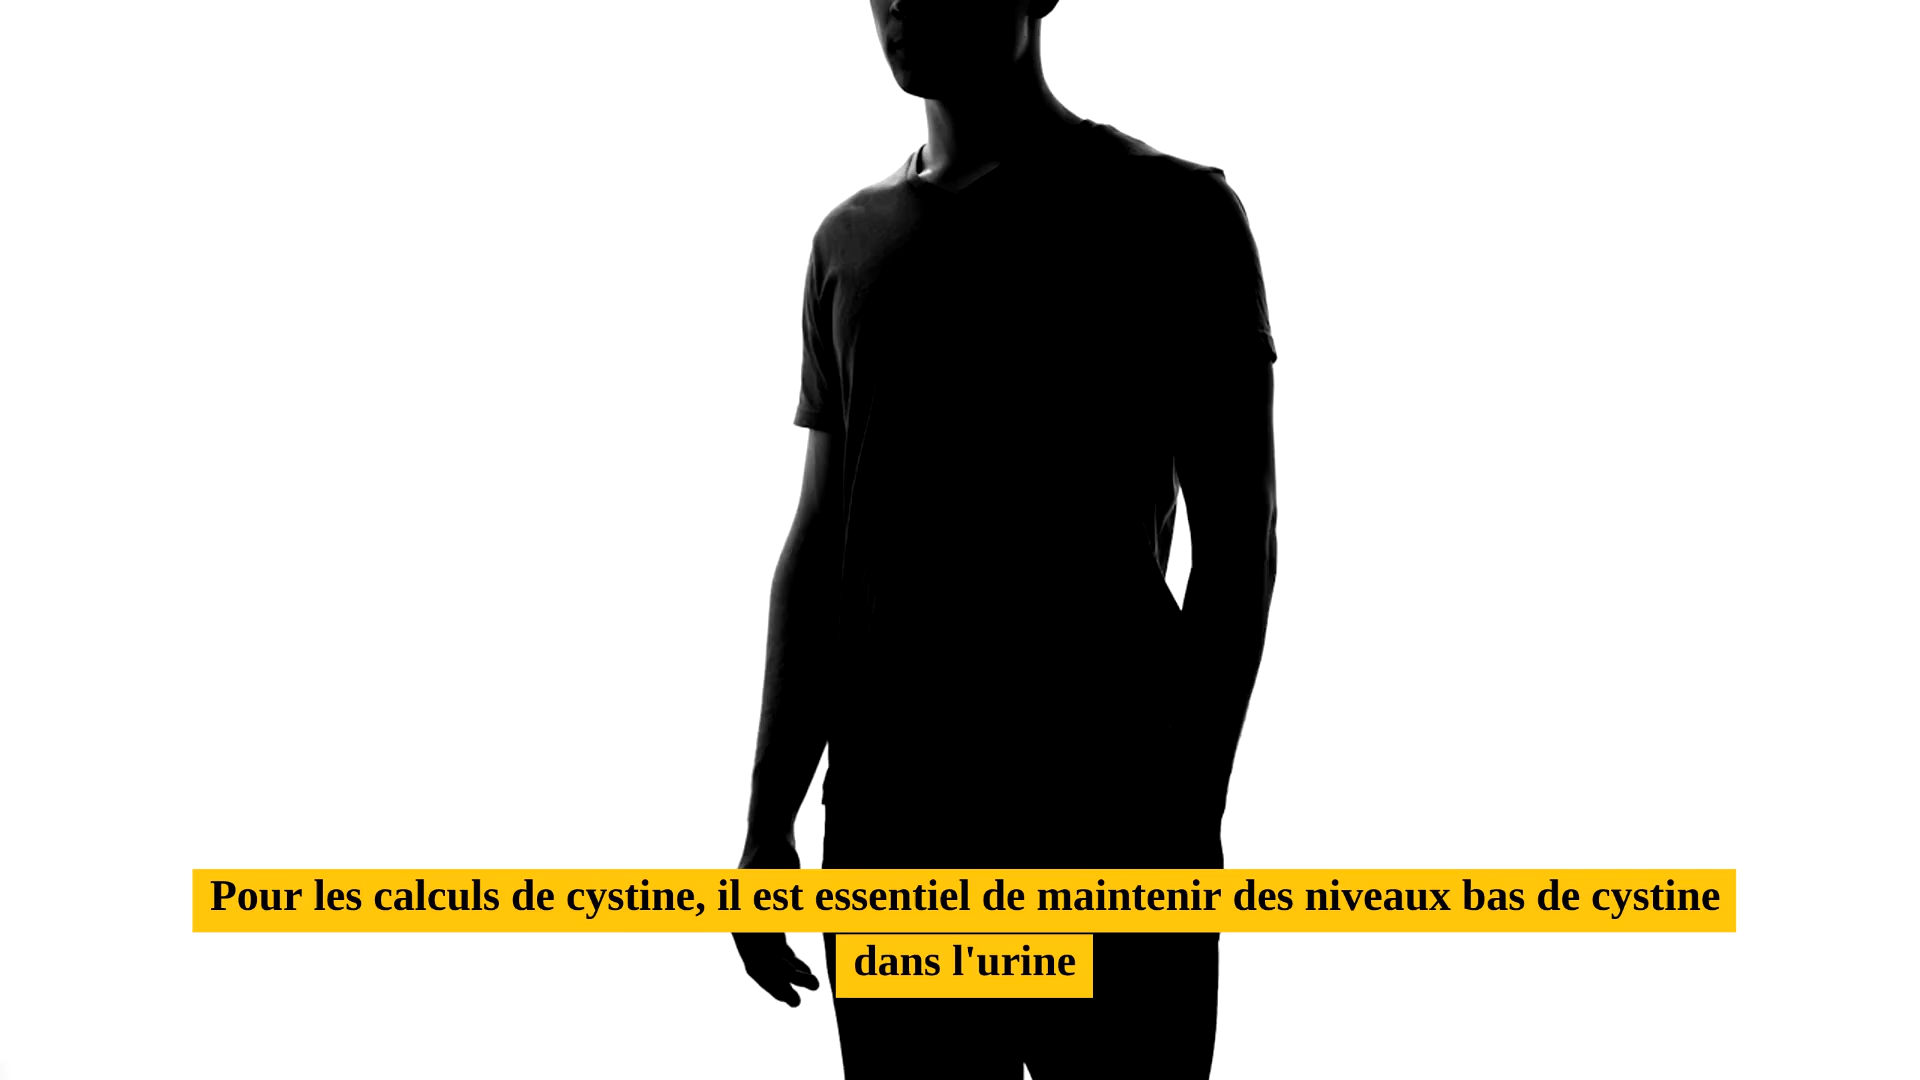 Pour les calculs de cystine, il est essentiel de maintenir des niveaux bas de cystine
dans l'urine